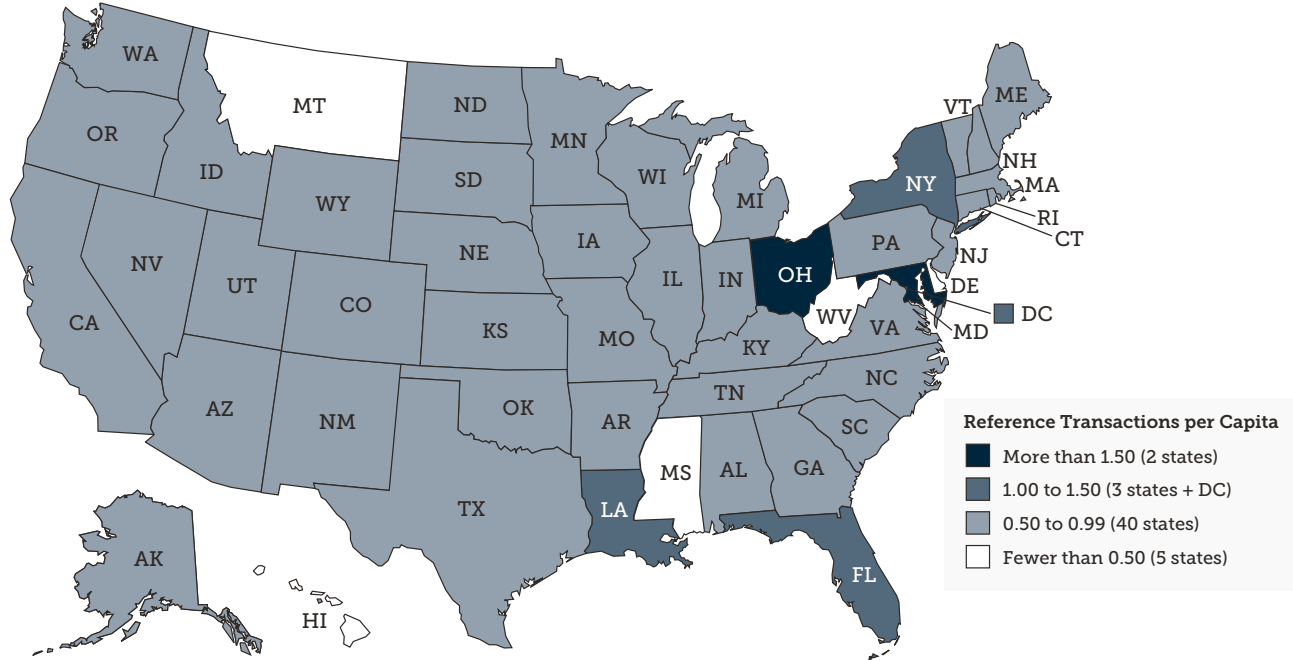 WA
MT
ND
MN
ME
VT
OR
ID
SD
WI
MI
NY
NH
MA
RI
CT
WY
NE
IA
PA
NJ
NV
UT
CO
IL
IN
OH
DE
DC
MD
CA
KS
MO
WV
VA
KY
NC
TN
AZ
NM
OK
AR
SC
MS
AL
GA
TX
LA
FL
AK
HI
Reference Transactions per Capita
More than 1.50 (2 states)
1.00 to 1.50 (3 states + DC)
0.50 to 0.99 (40 states)
Fewer than 0.50 (5 states)